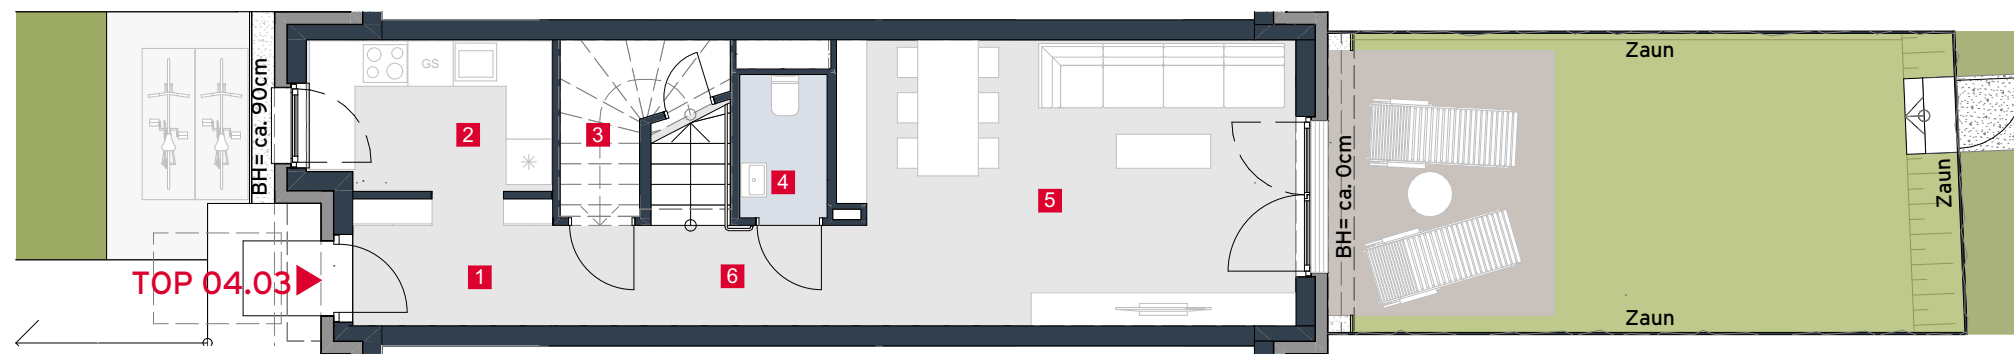 BH= ca. 90cm
GS
2
3
4
5
1
6
TOP 04.03
BH= ca. 0cm
Zaun
Zaun
Zaun